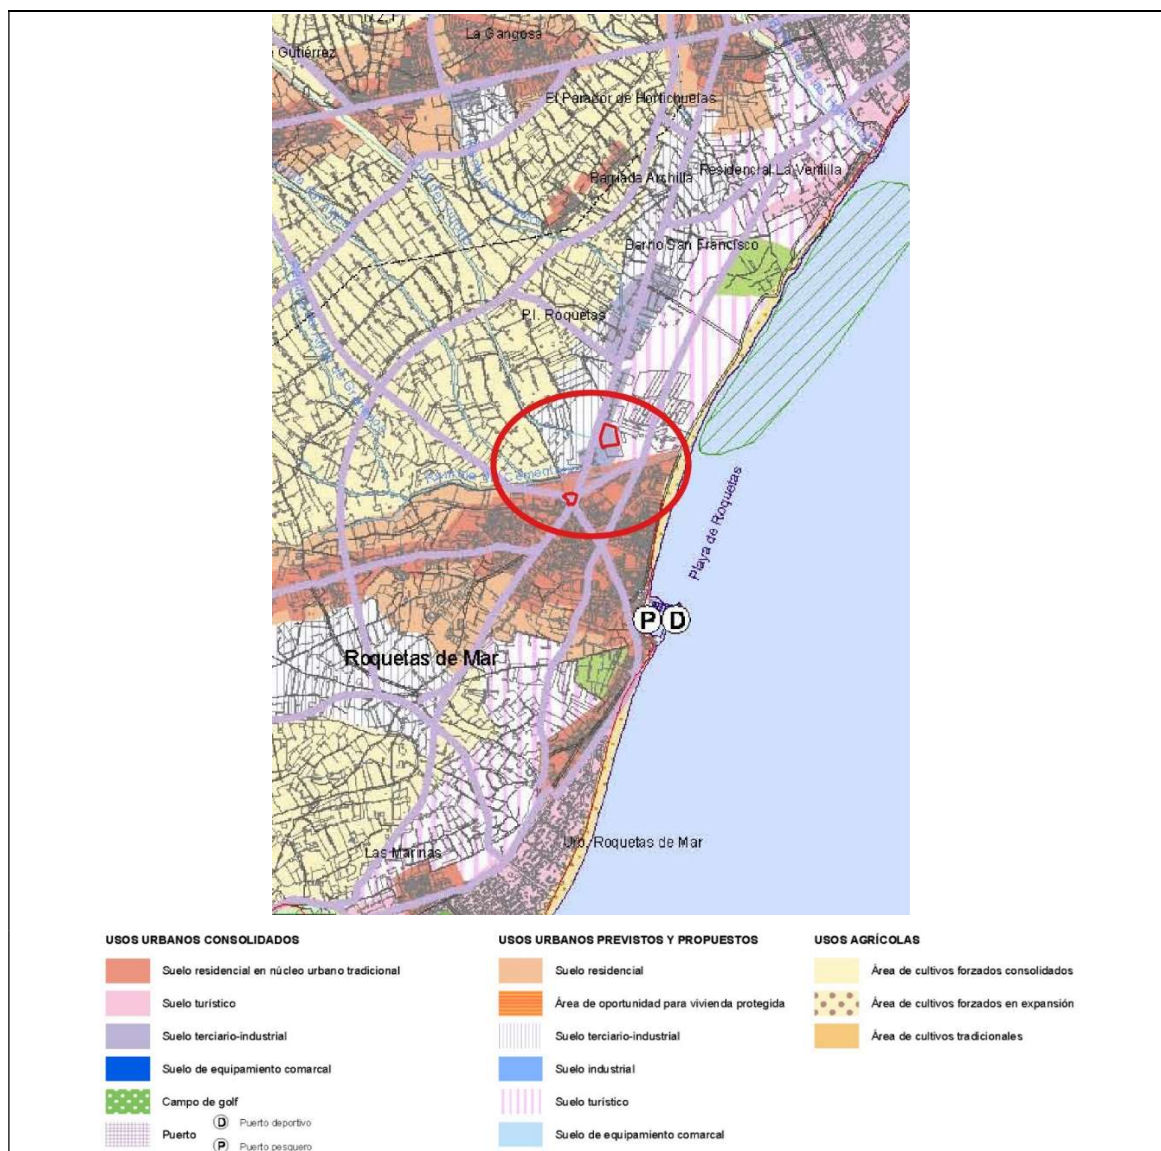 La Gangosa
Gutiérrez
El Parador de Hortichuelas
Residencial La Ventilla
Barriada Archilla
Barrio San Francisco
P.I. Roquetas
Playa de Roquetas
P D
Roquetas de Mar
Urb. Roquetas de Mar
Las Marinas
USOS URBANOS CONSOLIDADOS
Suelo residencial en núcleo urbano tradicional
Suelo turístico
Suelo terciario-industrial
Suelo de equipamiento comarcal
Campo de golf
Puerto
D Puerto deportivo
P Puerto pesquero
USOS URBANOS PREVISTOS Y PROPUESTOS
Suelo residencial
Área de oportunidad para vivienda protegida
Suelo terciario-industrial
Suelo industrial
Suelo turístico
Suelo de equipamiento comarcal
USOS AGRÍCOLAS
Área de cultivos forzados consolidados
Área de cultivos forzados en expansión
Área de cultivos tradicionales